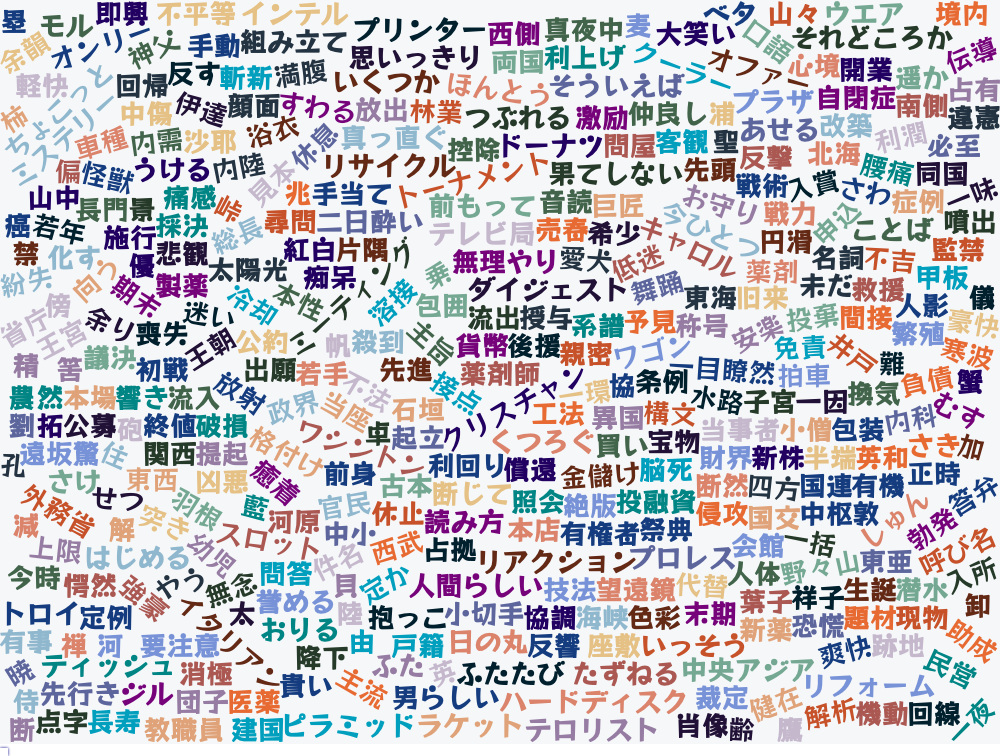 塁 モル 即興 不平等 インテル プリンター 西側 真夜中 麦 大笑い ベタ 口語 山々 ウエア 境内
余韻 オンリー 神父 手動 組み立て 思いっきり 両国 利上げ クーラー オファー それどころか 伝導
軽快 ちょっと 回帰 反す 斬新 満腹 いくつか ほんとう そういえば 心境 開業 遥か 占有
柿 ミステリー 中傷 伊達 顔面 すわる 放出 林業 つぶれる 激励 仲良し 浦 プラザ 自閉症 南側 違憲
車種 内需 沙耶 浴衣 休息 真っ直ぐ 控除 ドーナツ 問屋 客観 聖 あせる 改築 利潤 必至
偏 怪獣 うける 内陸 見本 リサイクル トーナメント 果てしない 先頭 反撃 北海 腰痛 同国
山中 長門 景 痛感 峠 兆 手当て 前もって 音読 巨匠 お守り 戦術 入賞 さわ 症例 一味
癌 若年 施行 採決 総長 尋問 二日酔い テレビ局 売春 希少 キャロル 空ひとつ 戦力 円滑 申込 ことば 噴出
禁 化す 優 悲観 太陽光 紅白 片隅 痴呆 ミーティング 乗 無理やり 愛犬 低迷 薬剤 名詞 不吉 監禁
紛失 向う 期末 製薬 冷却 本性 溶接 包囲 ダイジェスト 舞踊 東海 旧来 未だ 救援 甲板 人影 儀
省庁 傍 王宮 余り 喪失 迷い 公約 帆 殺到 主旨 流出 授与 系譜 予見 称号 安楽 投棄 間接 繁殖 豪快
精 筈 議決 初戦 王朝 出願 若手 不法 先進 貨幣 後援 親密 ワゴン 免責 井戸 難 寒波
農然 本場 響き 流入 放射 政界 当座 石垣 接点 薬剤師 クリスチャン 環 協 条例 一目瞭然 拍車 換気 負債 蟹
劉 拓 公募 砲 終値 破損 ワシントン 卓 起立 工法 異国 構文 水路 子宮 一因 内科 むす
孔 遠坂 驚 住 関西 提起 格付け 前身 利回り くつろぐ 買い 宝物 当事者 小僧 包装 さき 加
さけ せつ 東西 凶悪 癒着 古本 償還 金儲け 脳死 財界 新株 半端 英和 正時
外務省 突き 羽根 藍 官民 断じて 照会 絶版 投融資 断然 四方 国連 有機 答弁
減 解 スロット 河原 中小 休止 読み方 本店 有権者 祭典 侵攻 国交 中枢 敦 しゅん 勃発
上限 はじめる 幼児 件名 西武 占拠 リアクション プロレス 会館 一括 野々山 東亜 呼び名
今時 愕然 強豪 やう 無念 問答 貝 定か 人間らしい 技法 望遠鏡 代替 人体 葉子 祥子 生誕 潜水 入所
トロイ 定例 イタリアン 太 誉める 陸 抱っこ 小切手 協調 海峡 色彩 末期 新薬 恐慌 題材 現物 卸
有事 禅 河 要注意 おりる 由 戸籍 日の丸 反響 座敷 いっそう 爽快 跡地 助成
暁 ティッシュ 消極 降下 ふた 英 ふたたび たずねる 中央アジア リフォーム 民営
侍 先行き ジル 団子 医薬 貴い 主流 男らしい ハードディスク 裁定 健在 解析 機動 回線 一夜
断 点字 長寿 教職員 建国 ピラミッド ラケット テロリスト 肖像 齢 鷹